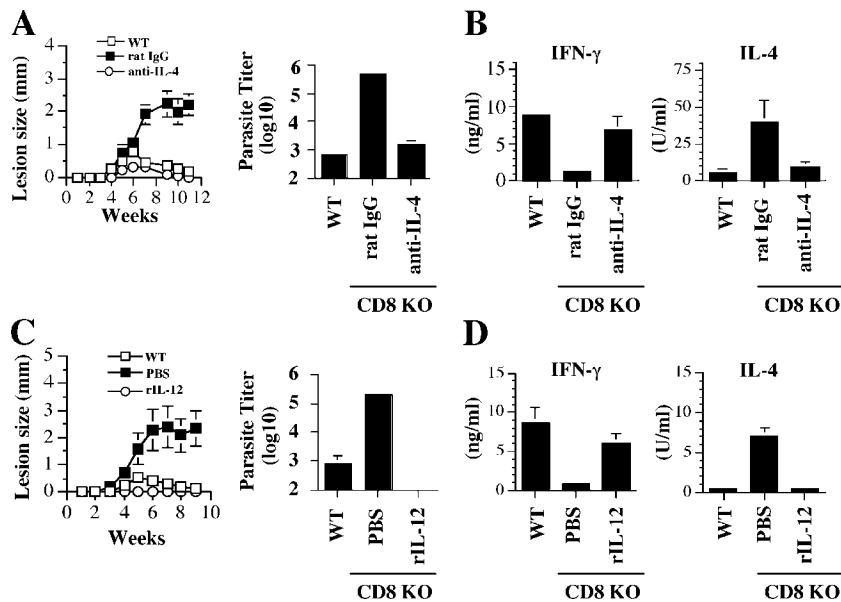 A
WT
rat IgG
anti-IL-4
Lesion size (mm)
4
3
2
1
0
0 2 4 6 8 10 12
Weeks
Parasite Titer
(log10)
6
5
4
3
2
WT
rat IgG
anti-IL-4
CD8 KO
B
IFN-γ
(ng/ml)
15
10
5
0
WT
rat IgG
anti-IL-4
CD8 KO
IL-4
(U/ml)
75
50
25
0
WT
rat IgG
anti-IL-4
CD8 KO
C
WT
PBS
rIL-12
Lesion size (mm)
5
4
3
2
1
0
0 2 4 6 8 10
Weeks
Parasite Titer
(log10)
6
5
4
3
2
WT
PBS
rIL-12
CD8 KO
D
IFN-γ
(ng/ml)
15
10
5
0
WT
PBS
rIL-12
CD8 KO
IL-4
(U/ml)
15
10
5
0
WT
PBS
rIL-12
CD8 KO